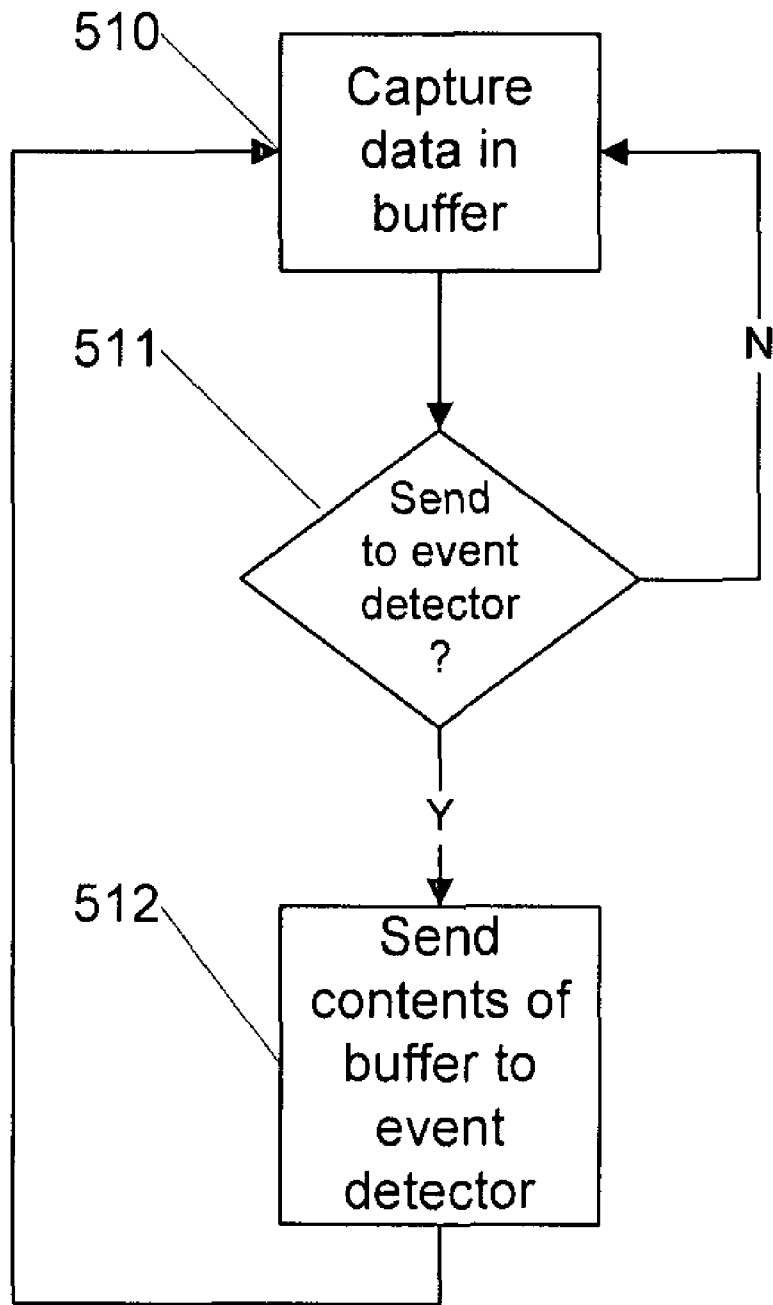 510
Capture
data in
buffer
N
511
Send
to event
detector
?
Y
512
Send
contents of
buffer to
event
detector